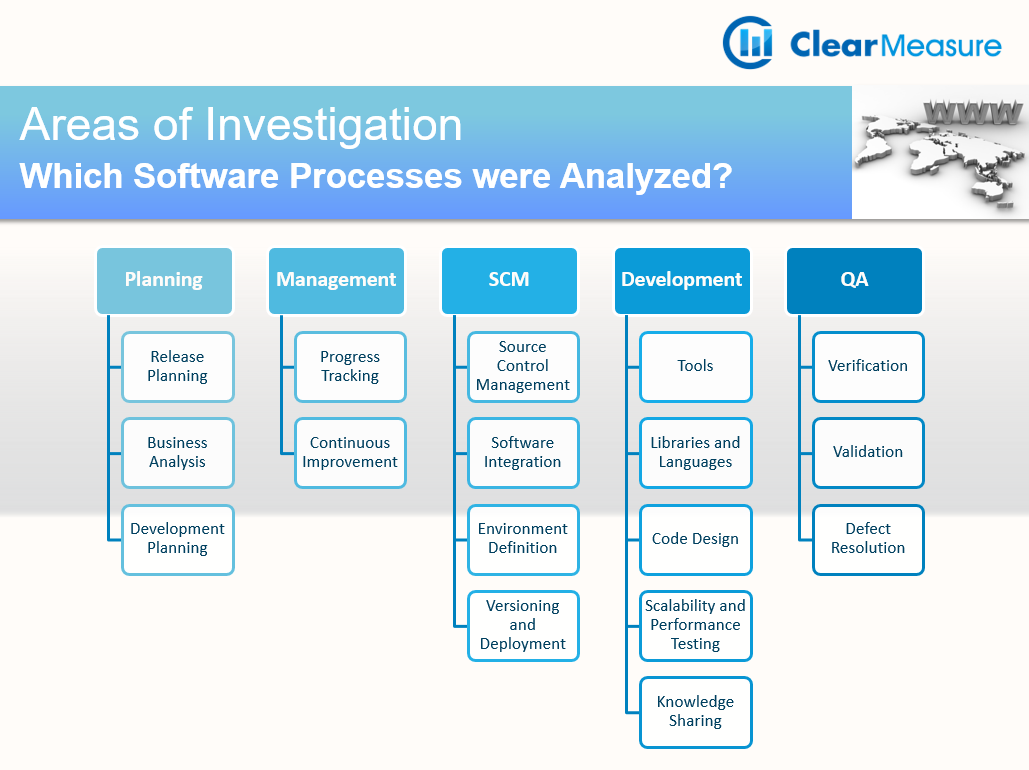 ClearMeasure
Areas of Investigation
WWW
Which Software Processes were Analyzed?
Planning
Release
Planning
Business
Analysis
Development
Planning
Management
Progress
Tracking
Continuous
Improvement
SCM
Source
Control
Management
Software
Integration
Environment
Definition
Versioning
and
Deployment
Development
Tools
Libraries and
Languages
Code Design
Scalability and
Performance
Testing
Knowledge
Sharing
QA
Verification
Validation
Defect
Resolution